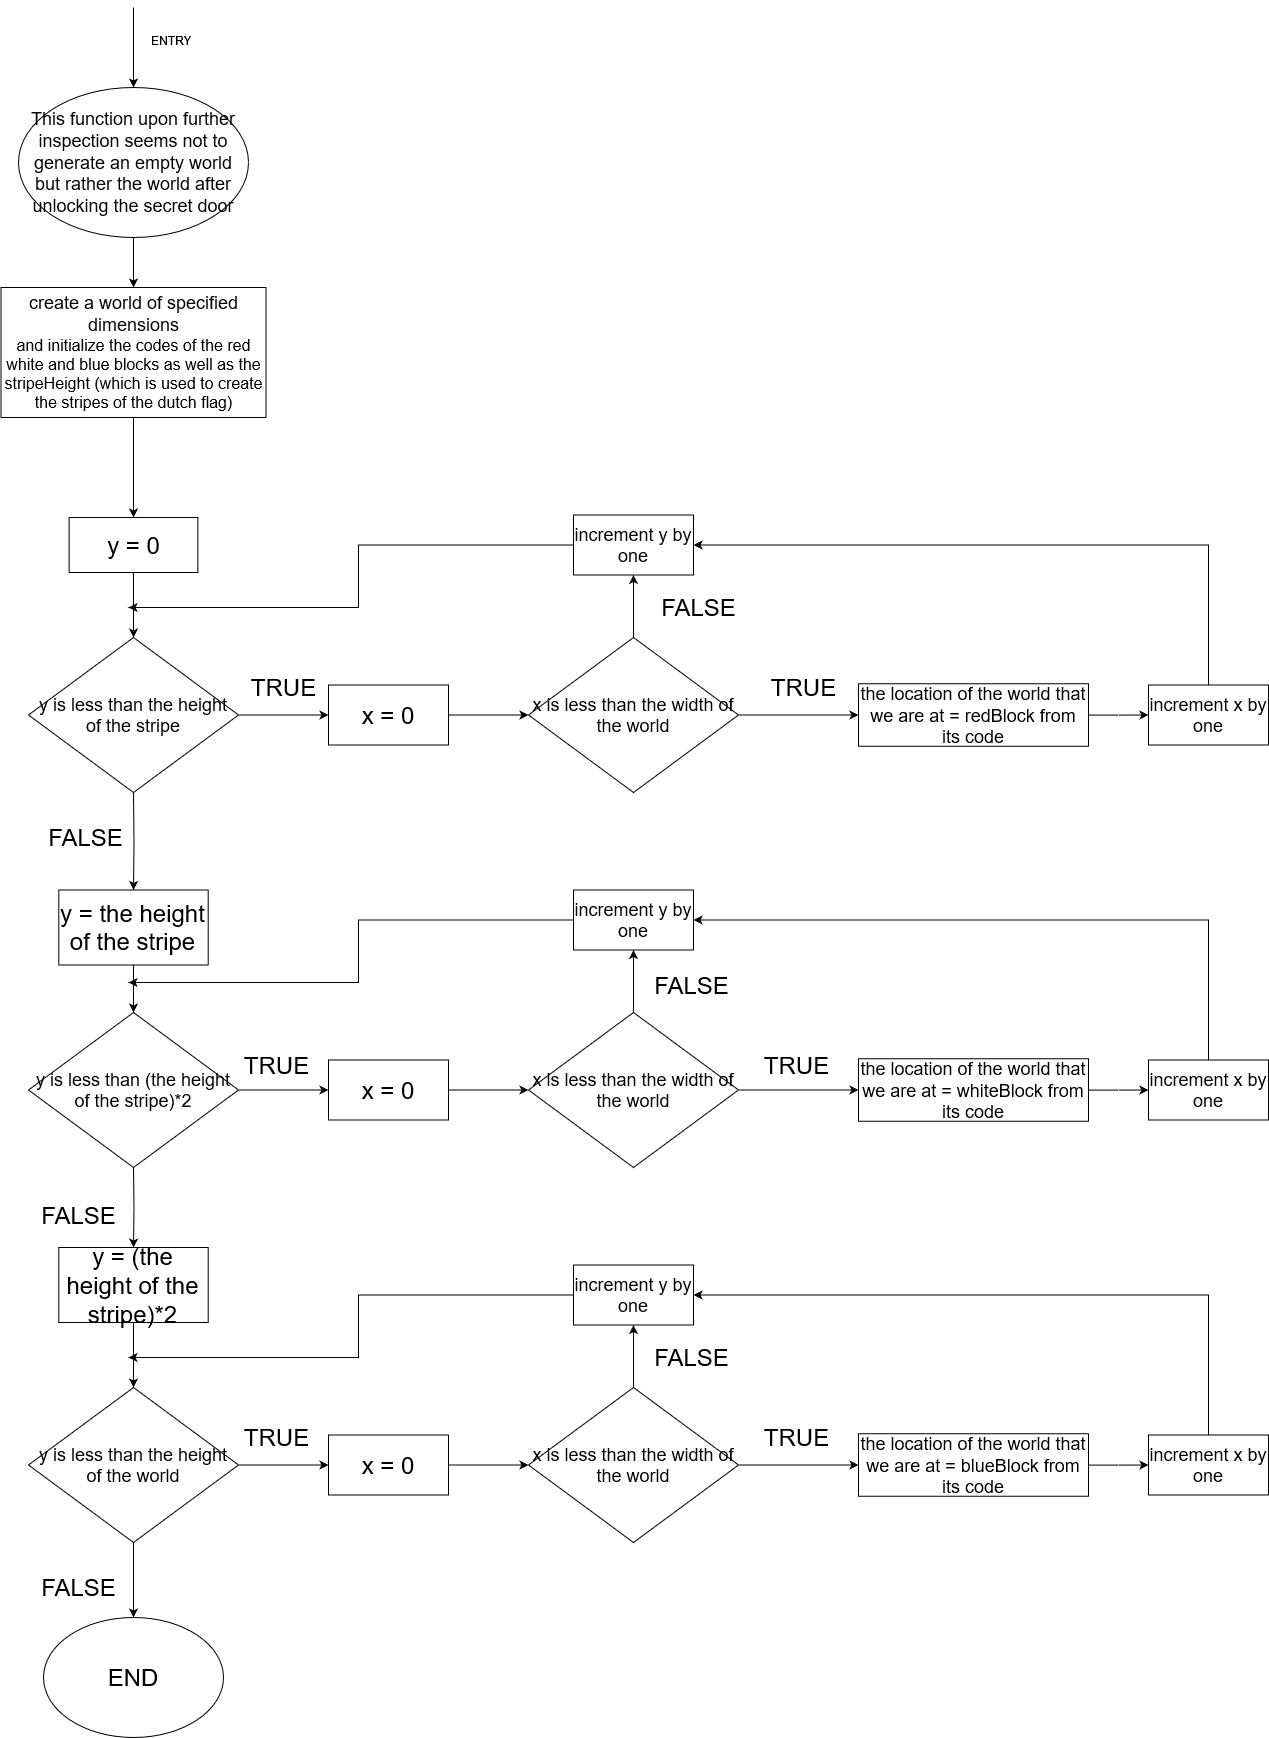 ENTRY
This function upon further
inspection seems not to
generate an empty world
but rather the world after
unlocking the secret door
create a world of specified
dimensions
and initialize the codes of the red
white and blue blocks as well as the
stripeHeight (which is used to create
the stripes of the dutch flag)
y = 0
increment y by
one
FALSE
y is less than the height
of the stripe
TRUE
x = 0
x is less than the width of
the world
TRUE
the location of the world that
we are at = redBlock from
its code
increment x by
one
FALSE
y = the height
of the stripe
increment y by
one
FALSE
y is less than (the height
of the stripe)*2
TRUE
x = 0
x is less than the width of
the world
TRUE
the location of the world that
we are at = whiteBlock from
its code
increment x by
one
FALSE
y = (the
height of the
stripe)*2
increment y by
one
FALSE
y is less than the height
of the world
TRUE
x = 0
x is less than the width of
the world
TRUE
the location of the world that
we are at = blueBlock from
its code
increment x by
one
FALSE
END